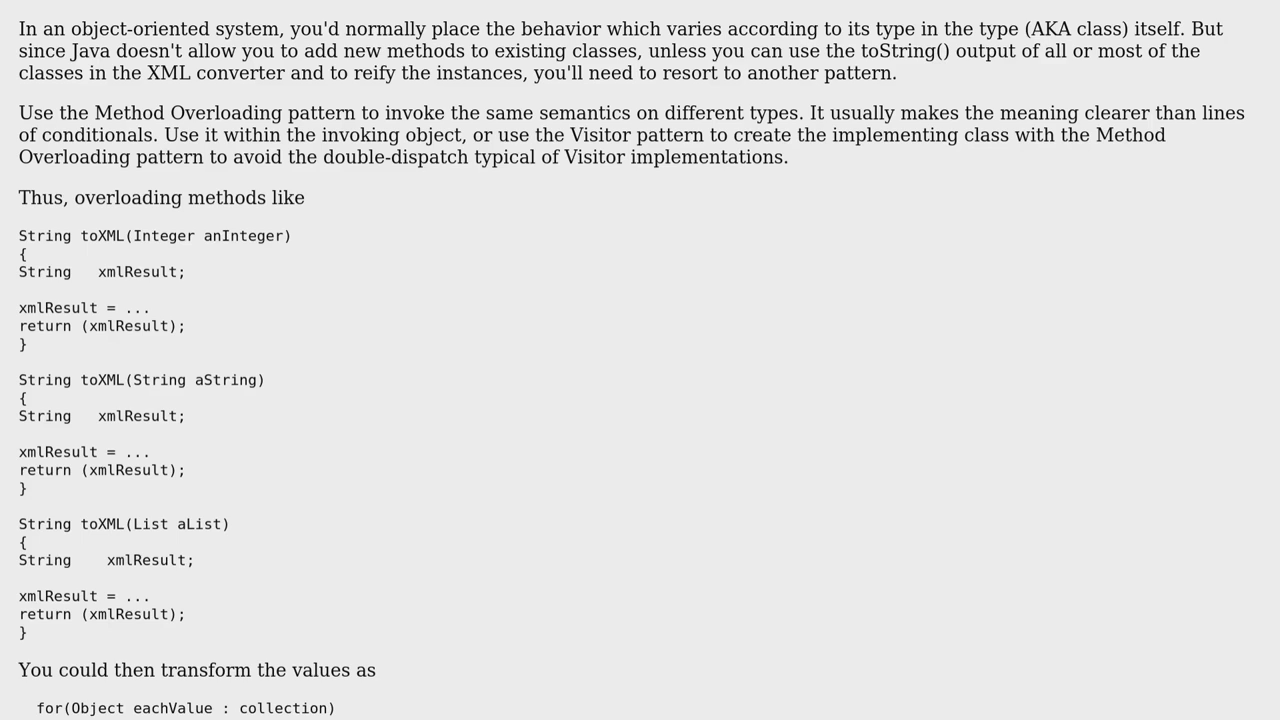 In an object-oriented system, you'd normally place the behavior which varies according to its type in the type (AKA class) itself. But
since Java doesn't allow you to add new methods to existing classes, unless you can use the toString() output of all or most of the
classes in the XML converter and to reify the instances, you'll need to resort to another pattern.
Use the Method Overloading pattern to invoke the same semantics on different types. It usually makes the meaning clearer than lines
of conditionals. Use it within the invoking object, or use the Visitor pattern to create the implementing class with the Method
Overloading pattern to avoid the double-dispatch typical of Visitor implementations.
Thus, overloading methods like
String toXML(Integer anInteger)
{
String   xmlResult;
xmlResult = ...
return (xmlResult);
}
String toXML(String aString)
{
String   xmlResult;
xmlResult = ...
return (xmlResult);
}
String toXML(List aList)
{
String    xmlResult;
xmlResult = ...
return (xmlResult);
}
You could then transform the values as
for(Object eachValue : collection)